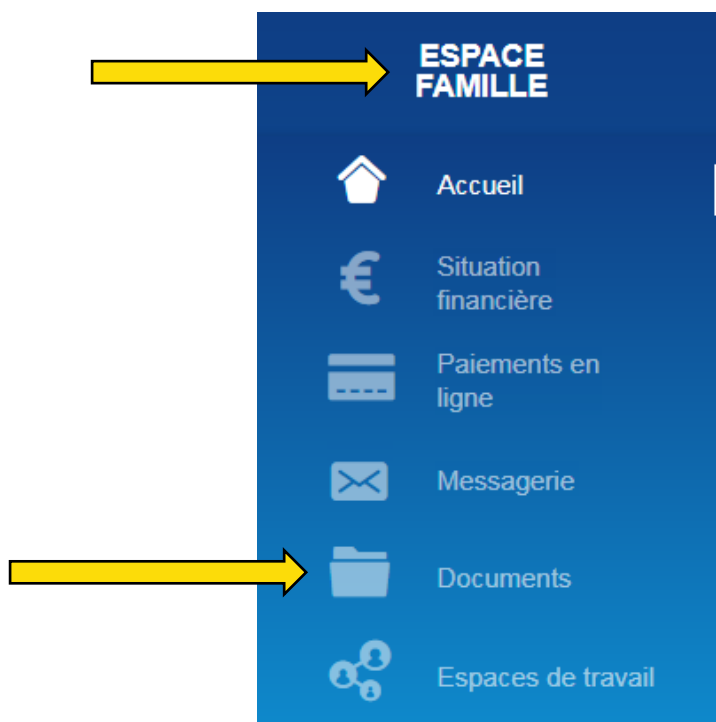 ESPACE
FAMILLE
Accueil
Situation
financière
Paiements en
ligne
Messagerie
Documents
Espaces de travail